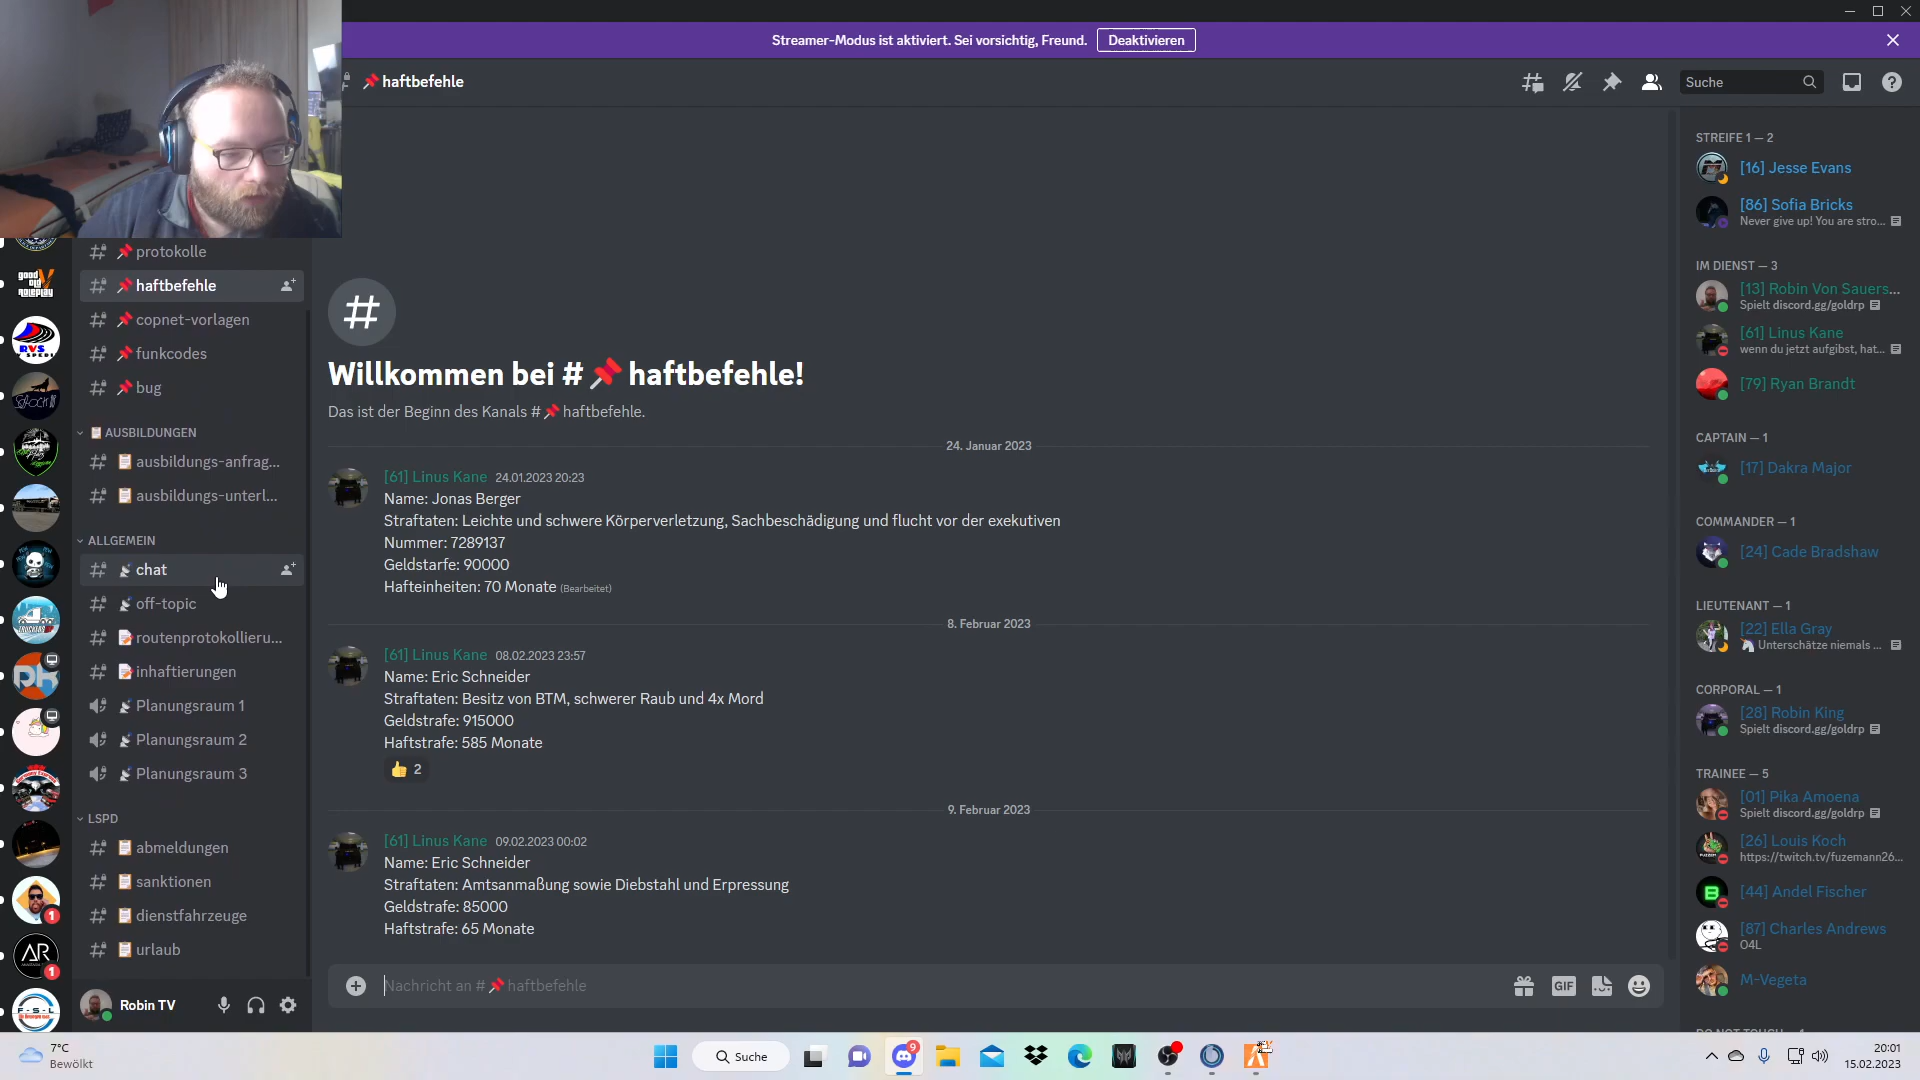 Streamer-Modus ist aktiviert. Sei vorsichtig, Freund.
Deaktivieren
📌haftbefehle
Suche
📌protokolle
📌haftbefehle
📌copnet-vorlagen
📌funkcodes
📌bug
AUSBILDUNGEN
ausbildungs-anfrag...
ausbildungs-unterl...
ALLGEMEIN
chat
off-topic
routenprotokollieru...
inhaftierungen
Planungsraum 1
Planungsraum 2
Planungsraum 3
LSPD
abmeldungen
sanktionen
dienstfahrzeuge
urlaub
Robin TV
Willkommen bei #📌haftbefehle!
Das ist der Beginn des Kanals #📌haftbefehle.
24. Januar 2023
[61] Linus Kane 24.01.2023 20:23
Name: Jonas Berger
Straftaten: Leichte und schwere Körperverletzung, Sachbeschädigung und flucht vor der exekutiven
Nummer: 7289137
Geldstarfe: 90000
Hafteinheiten: 70 Monate (Bearbeitet)
8. Februar 2023
[61] Linus Kane 08.02.2023 23:57
Name: Eric Schneider
Straftaten: Besitz von BTM, schwerer Raub und 4x Mord
Geldstrafe: 915000
Haftstrafe: 585 Monate
👍 2
9. Februar 2023
[61] Linus Kane 09.02.2023 00:02
Name: Eric Schneider
Straftaten: Amtsanmaßung sowie Diebstahl und Erpressung
Geldstrafe: 85000
Haftstrafe: 65 Monate
Nachricht an #📌haftbefehle
GIF
STREIFE 1 — 2
[16] Jesse Evans
[86] Sofia Bricks
Never give up! You are stro...
IM DIENST — 3
[13] Robin Von Sauers...
Spielt discord.gg/goldrp
[61] Linus Kane
wenn du jetzt aufgibst, hat...
[79] Ryan Brandt
CAPTAIN — 1
[17] Dakra Major
COMMANDER — 1
[24] Cade Bradshaw
LIEUTENANT — 1
[22] Ella Gray
🦄 Unterschätze niemals ...
CORPORAL — 1
[28] Robin King
Spielt discord.gg/goldrp
TRAINEE — 5
[01] Pika Amoena
Spielt discord.gg/goldrp
[26] Louis Koch
https://twitch.tv/fuzemann26...
[44] Andel Fischer
[87] Charles Andrews
O4L
M-Vegeta
7°C
Bewölkt
Suche
9
20:01
15.02.2023
good
old
roleplay
RVS
TRUCKERS
AR
1
1
F-S-L